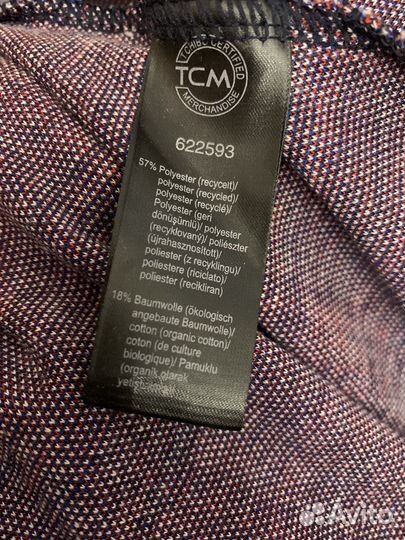 TCHIBO CERTIFIED
TCM
MERCHANDISE
622593
57% Polyester (recycelt)/
polyester (recycled)/
polyester (recyclé)/
Polyester (geri
dönüşümlü)/ polyester
(recyklovaný)/ poliészter
(újrahasznosított)/
poliester (z recyklingu)/
poliestere (riciclato)/
poliester (recikliran)
18% Baumwolle (ökologisch
angebaute Baumwolle)/
cotton (organic cotton)/
coton (de culture
biologique)/ Pamuklu
(organik olarak
Avito